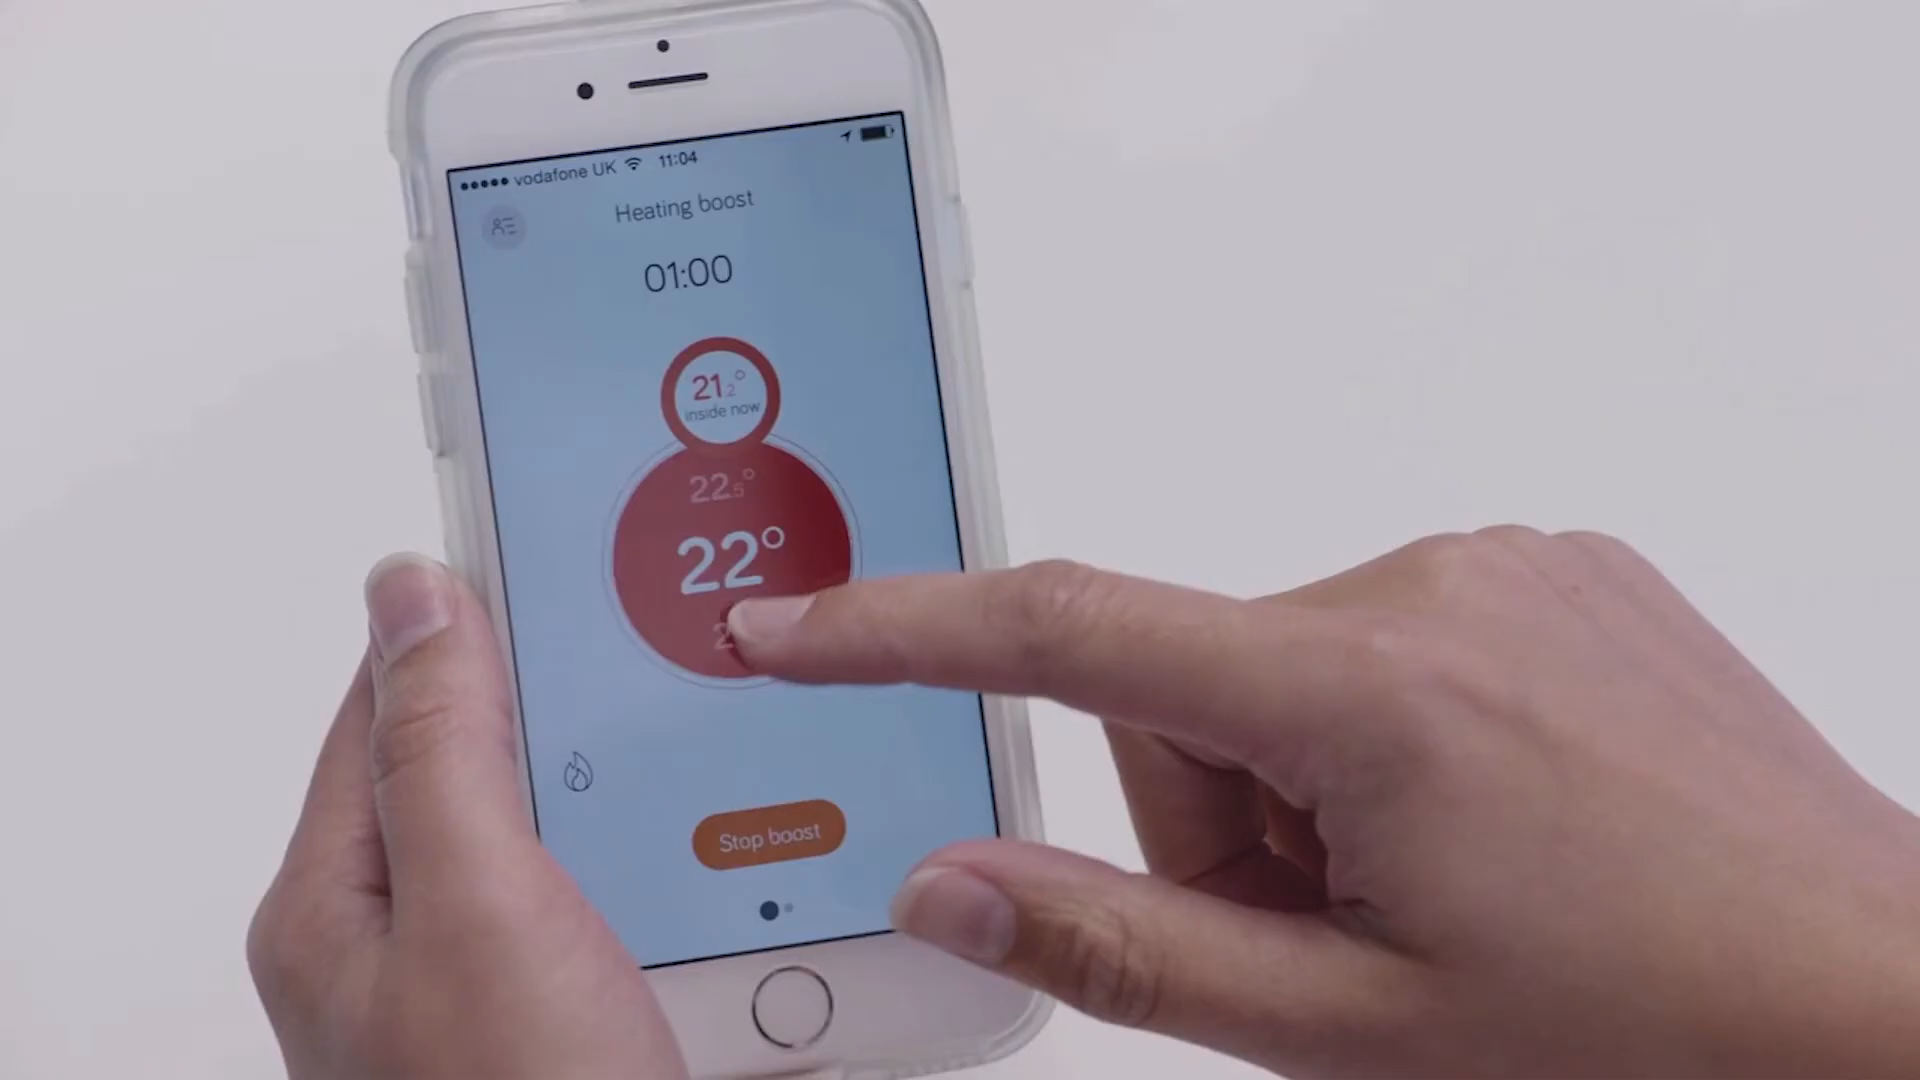 vodafone UK 11:04
Heating boost
01:00
21.2°
inside now
22.5°
22°
Stop boost